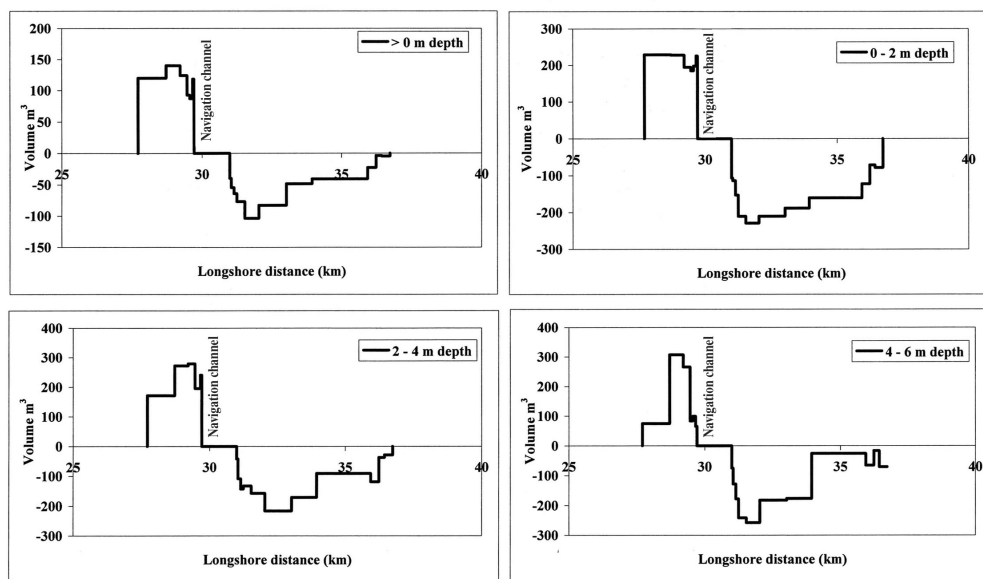 200
150
100
50
0
-50
-100
-150
25
30
35
40
Volume m³
Navigation channel
> 0 m depth
Longshore distance (km)
300
200
100
0
-100
-200
-300
25
30
35
40
Volume m³
Navigation channel
0 - 2 m depth
Longshore distance (km)
400
300
200
100
0
-100
-200
-300
25
30
35
40
Volume m³
Navigation channel
2 - 4 m depth
Longshore distance (km)
400
300
200
100
0
-100
-200
-300
25
30
35
40
Volume m³
Navigation channel
4 - 6 m depth
Longshore distance (km)